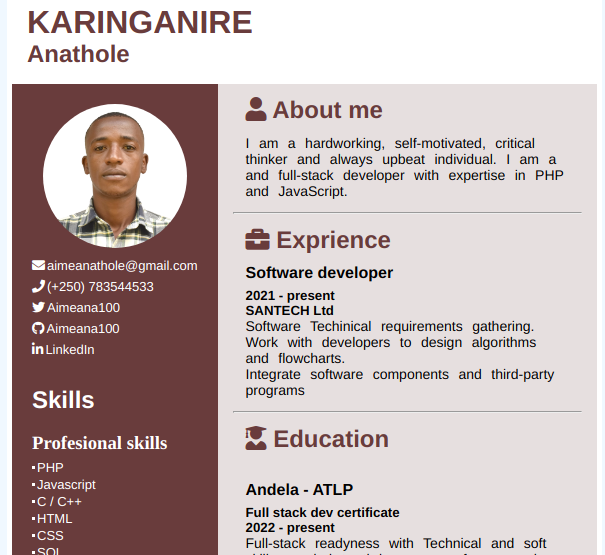 KARINGANIRE
Anathole
aimeanathole@gmail.com
(+250) 783544533
Aimeana100
Aimeana100
LinkedIn
Skills
Profesional skills
PHP
Javascript
C / C++
HTML
CSS
SQL
About me
I am a hardworking, self-motivated, critical
thinker and always upbeat individual. I am a
and full-stack developer with expertise in PHP
and JavaScript.
Exprience
Software developer
2021 - present
SANTECH Ltd
Software Techinical requirements gathering.
Work with developers to design algorithms
and flowcharts.
Integrate software components and third-party
programs
Education
Andela - ATLP
Full stack dev certificate
2022 - present
Full-stack readyness with Technical and soft